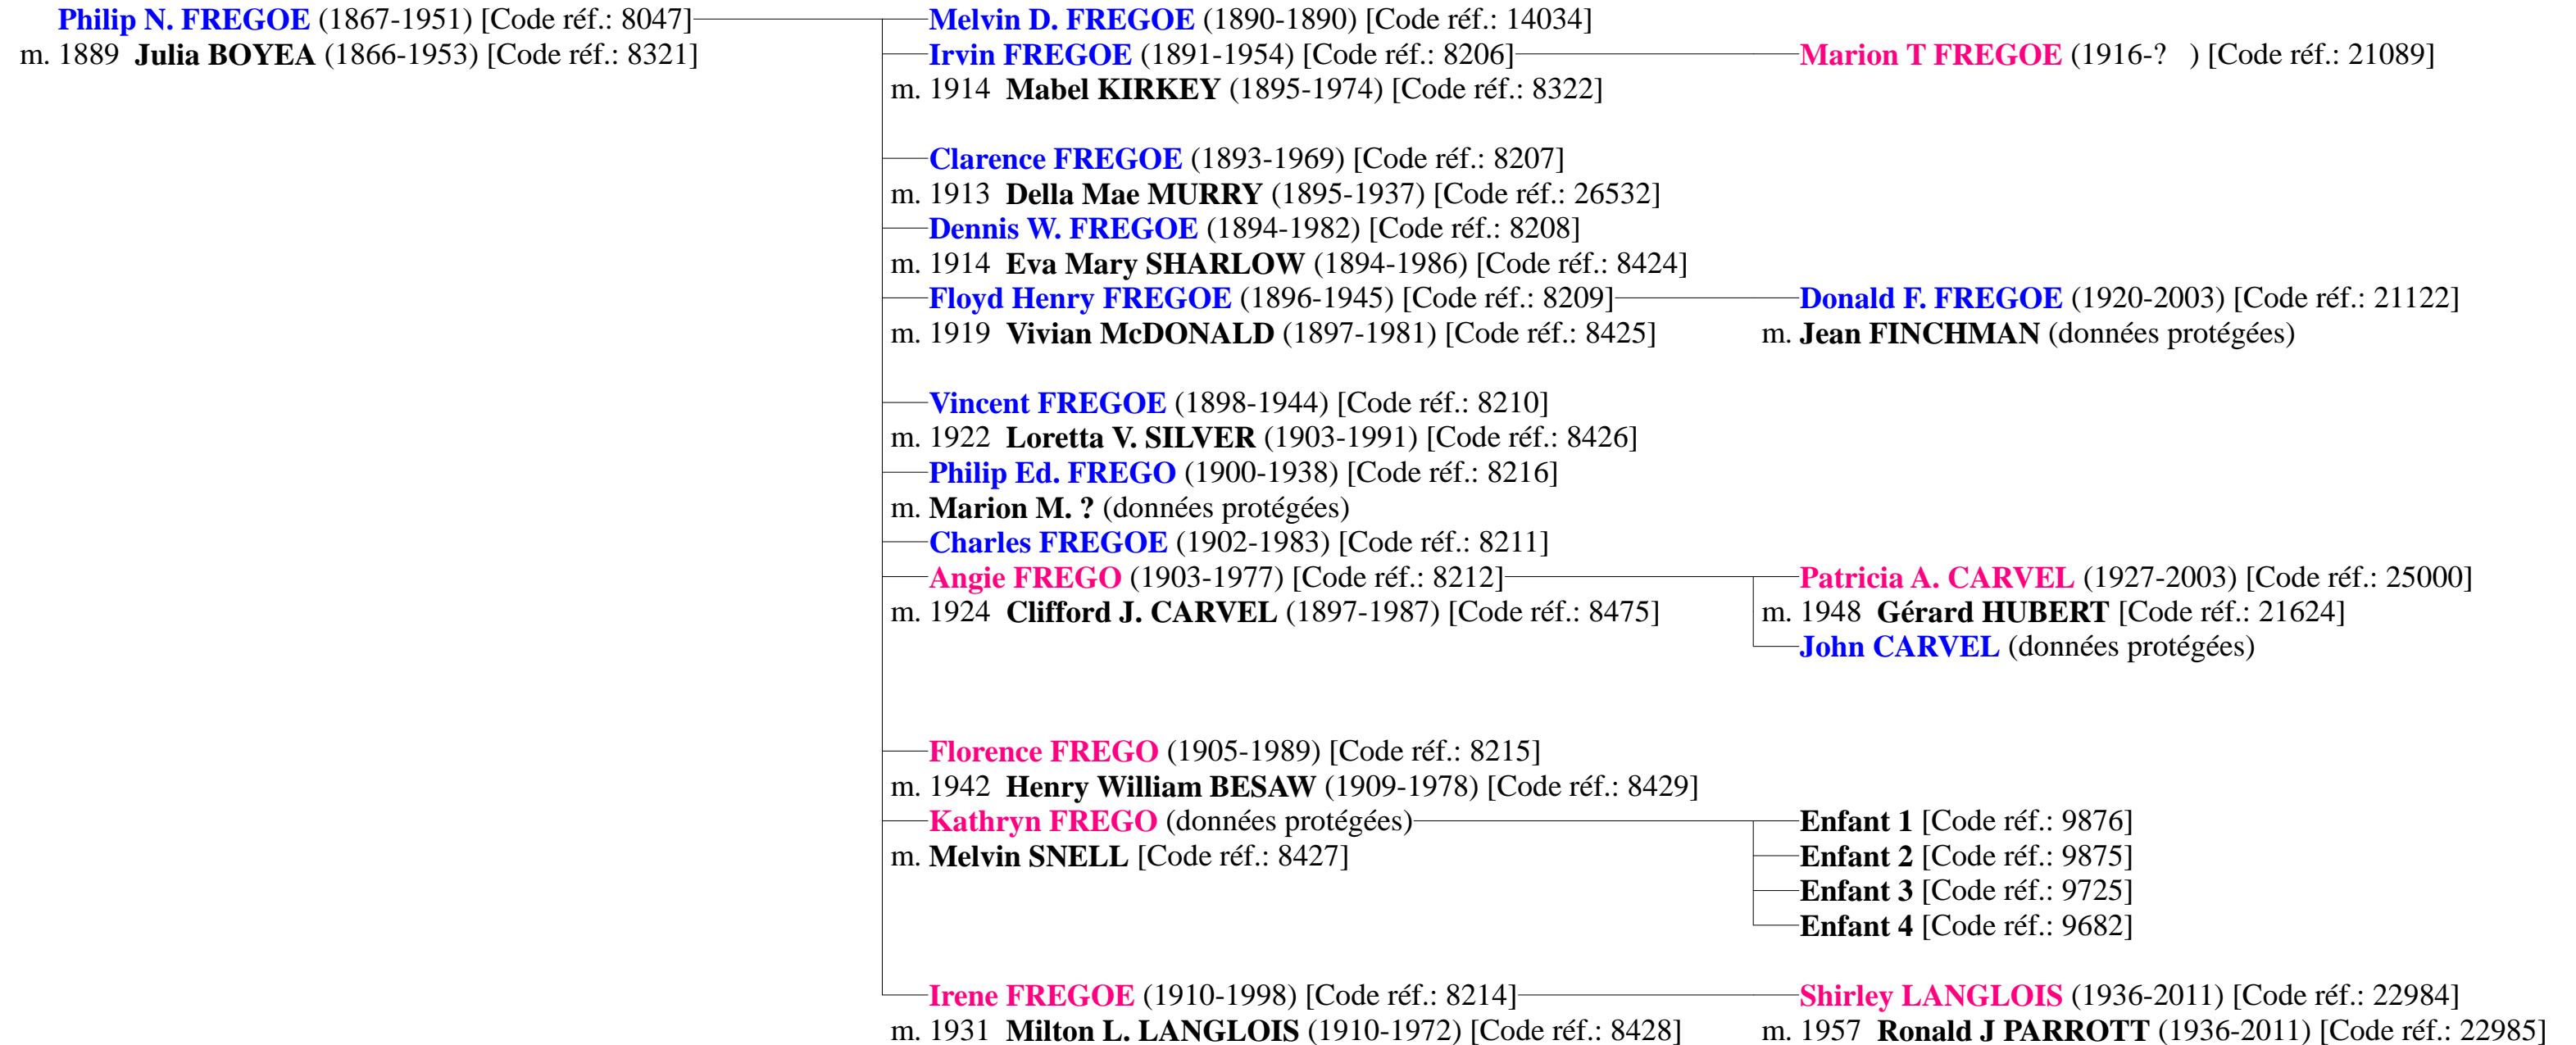 Philip N. FREGOE (1867-1951) [Code réf.: 8047]
m. 1889 Julia BOYEA (1866-1953) [Code réf.: 8321]
Melvin D. FREGOE (1890-1890) [Code réf.: 14034]
Irvin FREGOE (1891-1954) [Code réf.: 8206]
m. 1914 Mabel KIRKEY (1895-1974) [Code réf.: 8322]
Marion T FREGOE (1916-? ) [Code réf.: 21089]
Clarence FREGOE (1893-1969) [Code réf.: 8207]
m. 1913 Della Mae MURRY (1895-1937) [Code réf.: 26532]
Dennis W. FREGOE (1894-1982) [Code réf.: 8208]
m. 1914 Eva Mary SHARLOW (1894-1986) [Code réf.: 8424]
Floyd Henry FREGOE (1896-1945) [Code réf.: 8209]
m. 1919 Vivian McDONALD (1897-1981) [Code réf.: 8425]
Donald F. FREGOE (1920-2003) [Code réf.: 21122]
m. Jean FINCHMAN (données protégées)
Vincent FREGOE (1898-1944) [Code réf.: 8210]
m. 1922 Loretta V. SILVER (1903-1991) [Code réf.: 8426]
Philip Ed. FREGO (1900-1938) [Code réf.: 8216]
m. Marion M. ? (données protégées)
Charles FREGOE (1902-1983) [Code réf.: 8211]
Angie FREGO (1903-1977) [Code réf.: 8212]
m. 1924 Clifford J. CARVEL (1897-1987) [Code réf.: 8475]
Patricia A. CARVEL (1927-2003) [Code réf.: 25000]
m. 1948 Gérard HUBERT [Code réf.: 21624]
John CARVEL (données protégées)
Florence FREGO (1905-1989) [Code réf.: 8215]
m. 1942 Henry William BESAW (1909-1978) [Code réf.: 8429]
Kathryn FREGO (données protégées)
m. Melvin SNELL [Code réf.: 8427]
Enfant 1 [Code réf.: 9876]
Enfant 2 [Code réf.: 9875]
Enfant 3 [Code réf.: 9725]
Enfant 4 [Code réf.: 9682]
Irene FREGOE (1910-1998) [Code réf.: 8214]
m. 1931 Milton L. LANGLOIS (1910-1972) [Code réf.: 8428]
Shirley LANGLOIS (1936-2011) [Code réf.: 22984]
m. 1957 Ronald J PARROTT (1936-2011) [Code réf.: 22985]